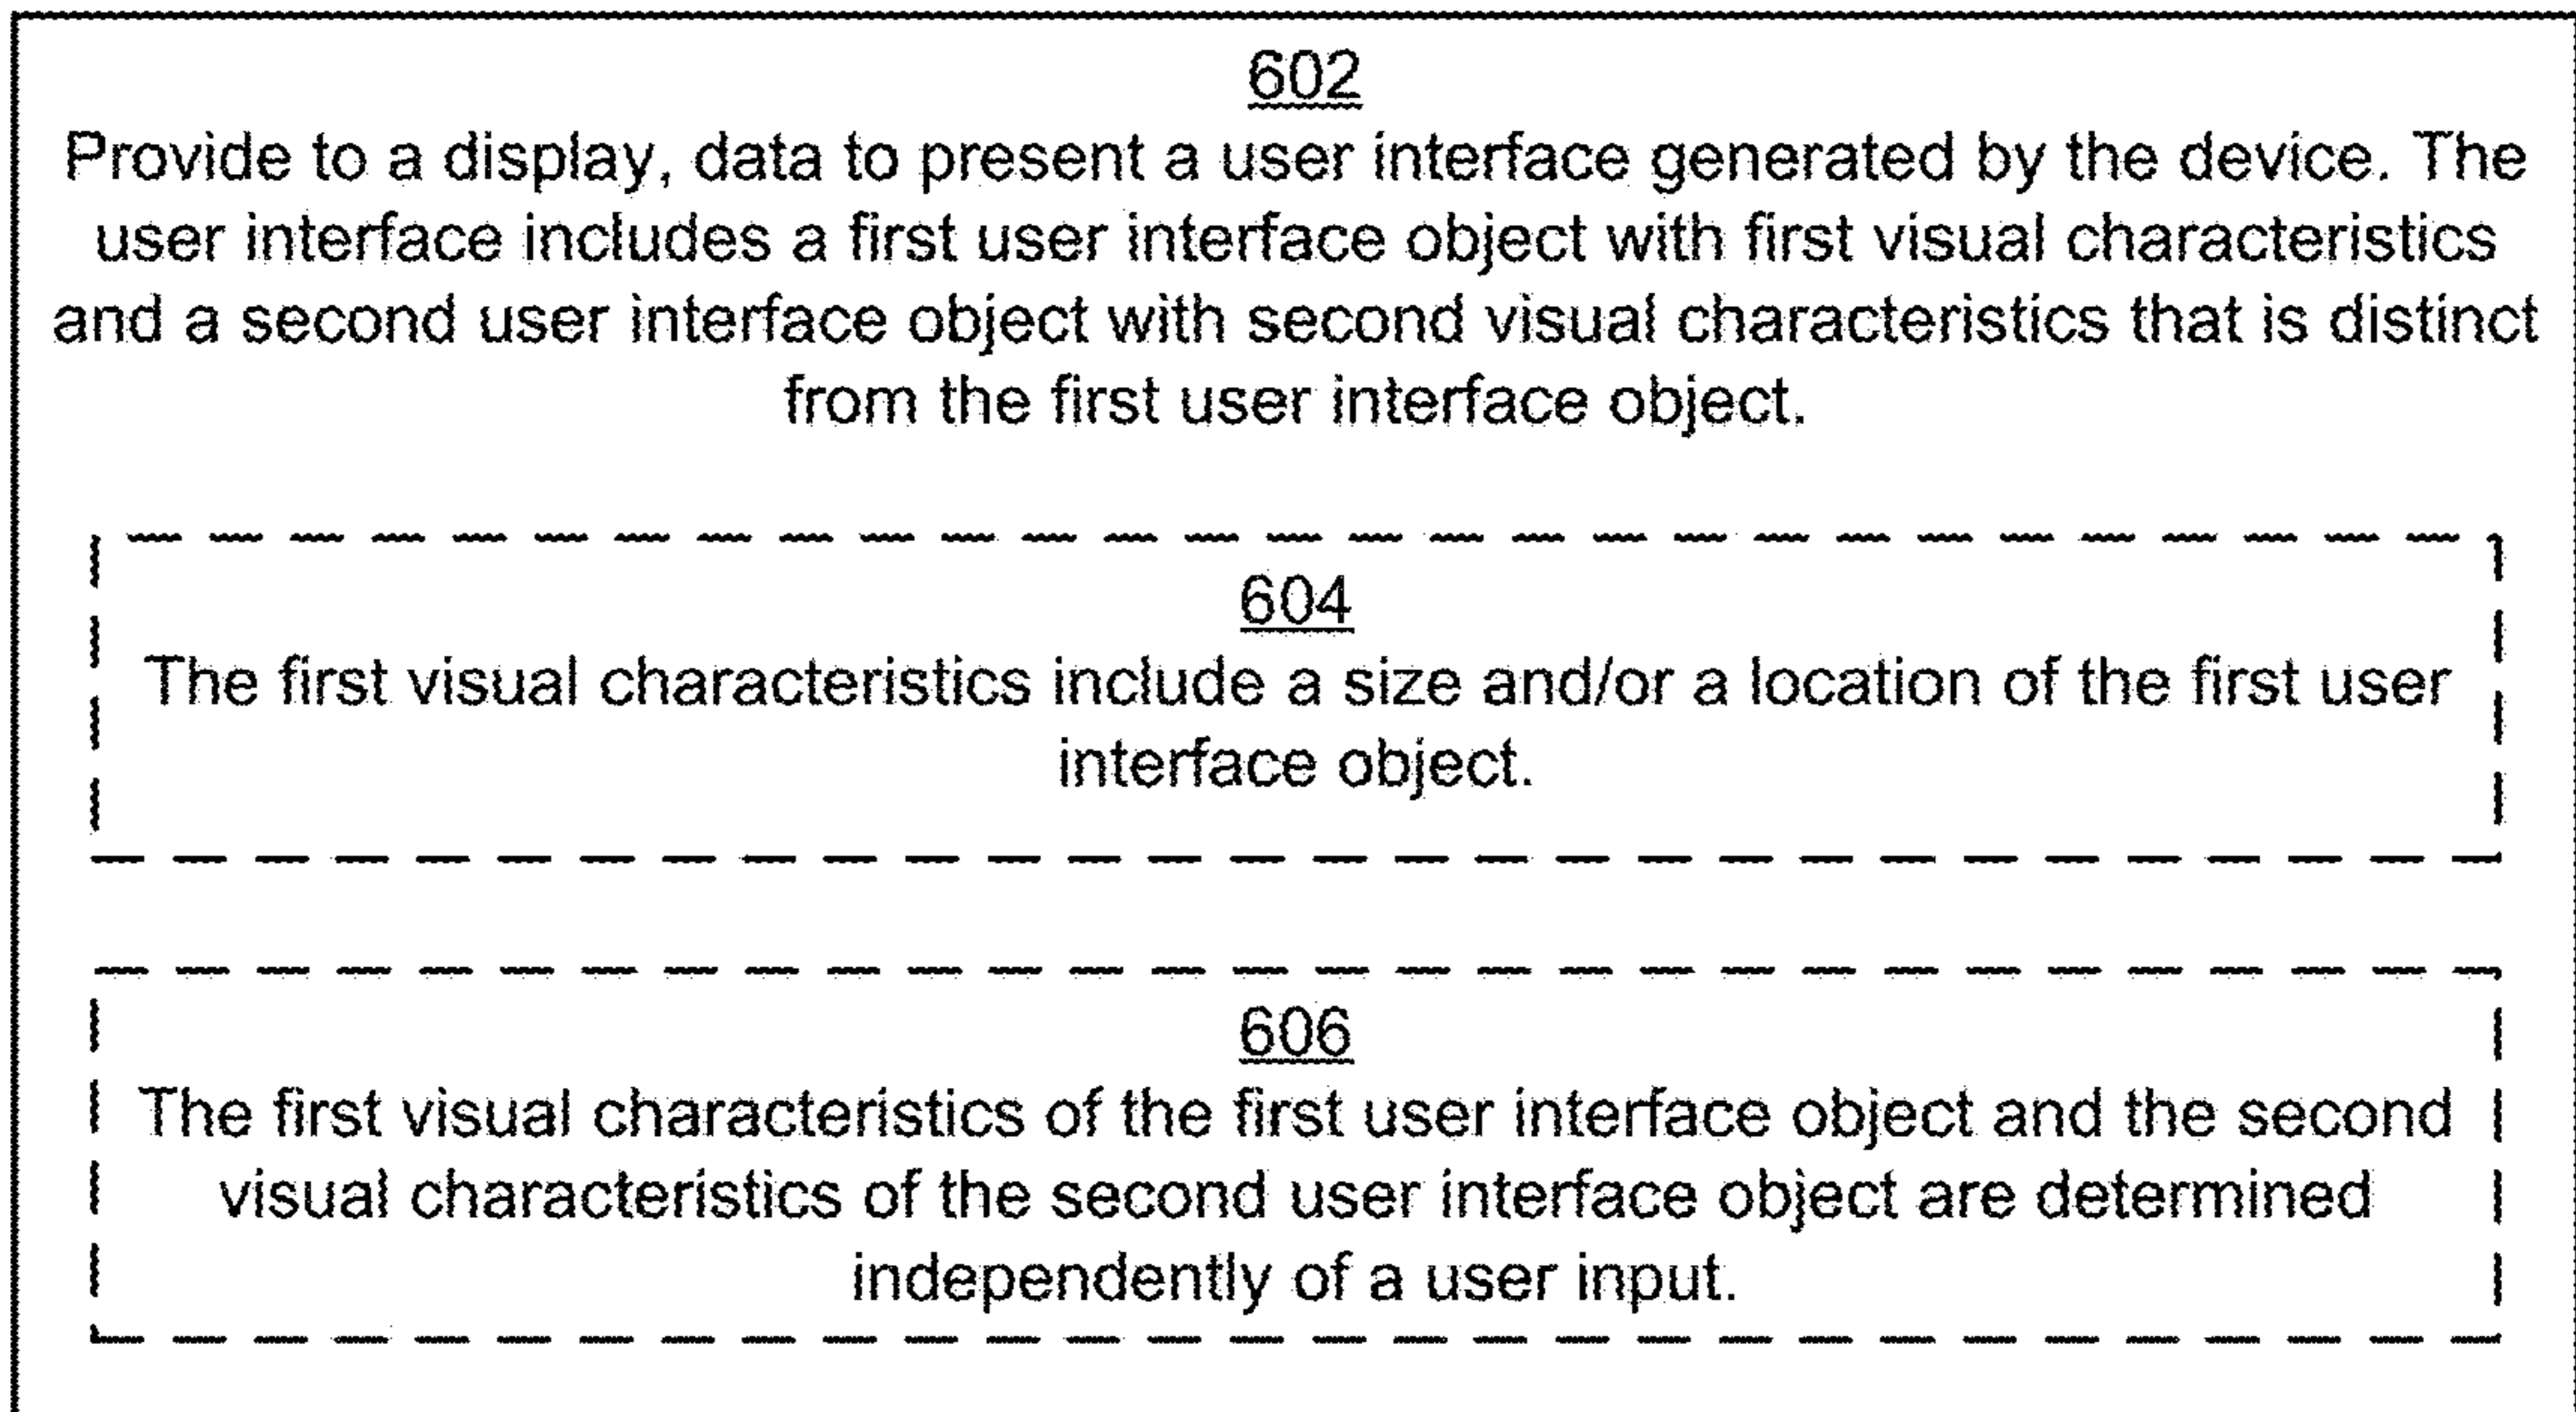 602
Provide to a display, data to present a user interface generated by the device. The
user interface includes a first user interface object with first visual characteristics
and a second user interface object with second visual characteristics that is distinct
from the first user interface object.
604
The first visual characteristics include a size and/or a location of the first user
interface object.
606
The first visual characteristics of the first user interface object and the second
visual characteristics of the second user interface object are determined
independently of a user input.